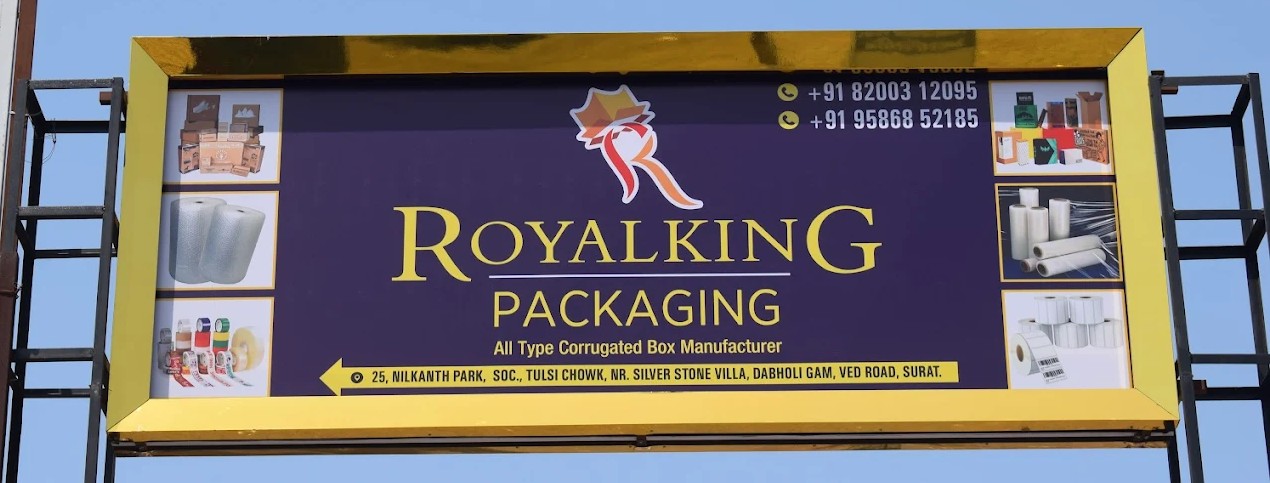 +91 82003 12095
+91 95868 52185
ROYALKING
PACKAGING
All Type Corrugated Box Manufacturer
25, NILKANTH PARK, SOC., TULSI CHOWK, NR. SILVER STONE VILLA, DABHOLI GAM, VED ROAD, SURAT.